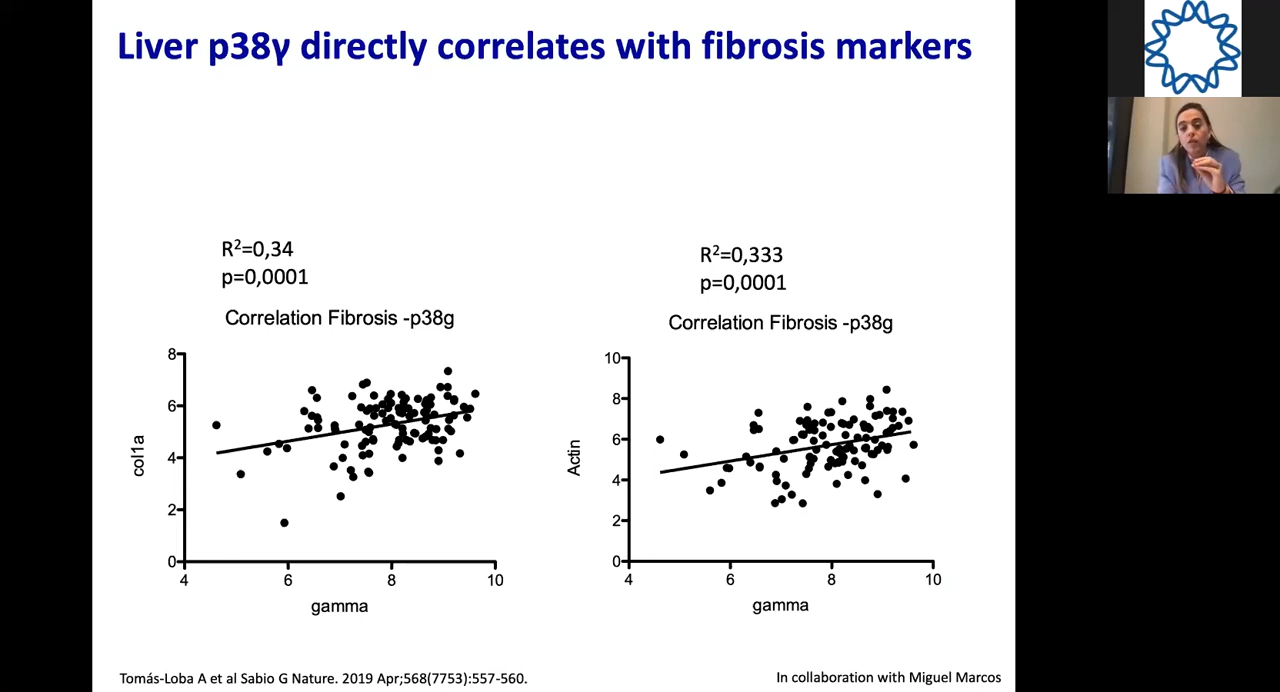 Liver p38γ directly correlates with fibrosis markers
R²=0,34
p=0,0001
Correlation Fibrosis -p38g
8
6
4
2
0
col1a
4 6 8 10
gamma
R²=0,333
p=0,0001
Correlation Fibrosis -p38g
10
8
6
4
2
0
Actin
4 6 8 10
gamma
Tomás-Loba A et al Sabio G Nature. 2019 Apr;568(7753):557-560.
In collaboration with Miguel Marcos